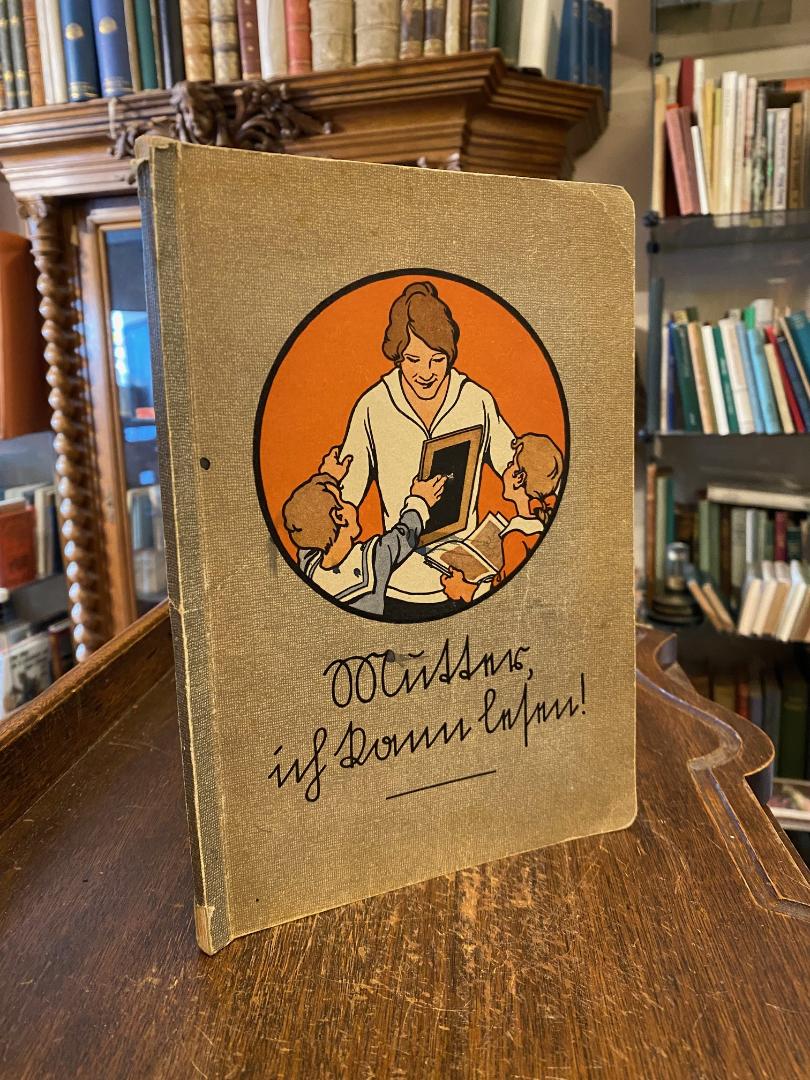 Mutter,
ich kann lesen!